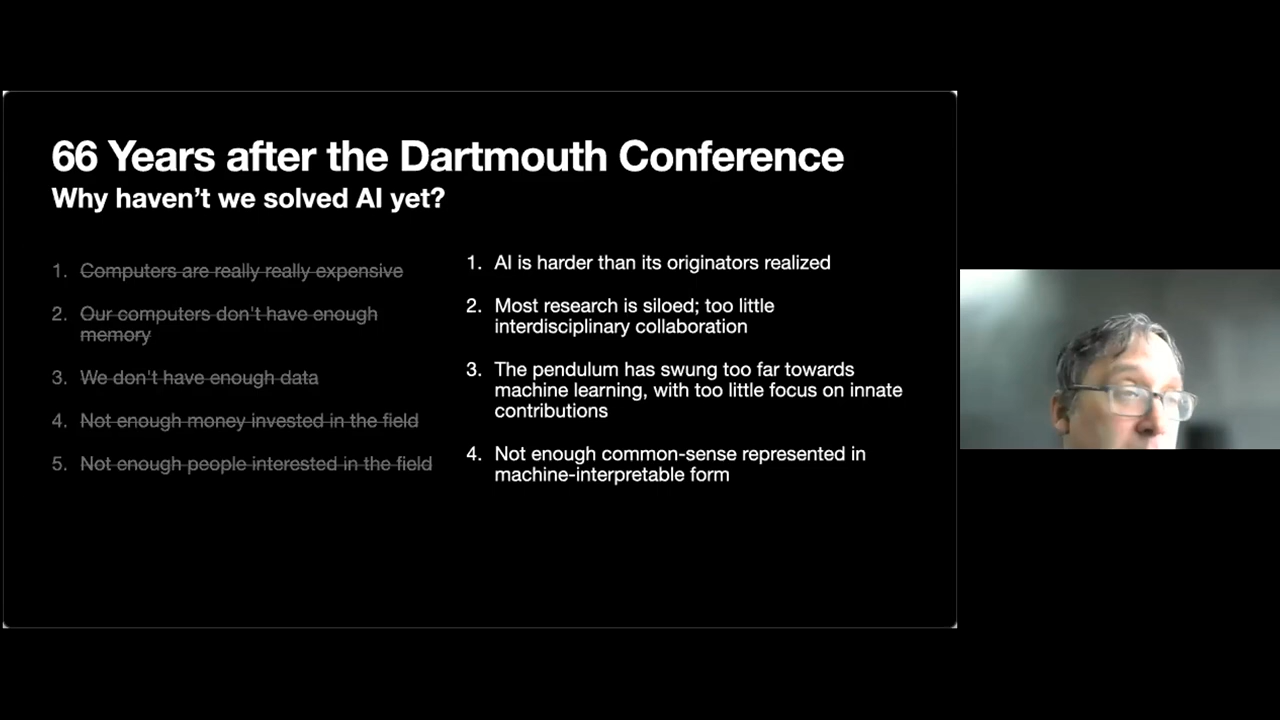 66 Years after the Dartmouth Conference
Why haven't we solved AI yet?
1. Computers are really really expensive
2. Our computers don't have enough
memory
3. We don't have enough data
4. Not enough money invested in the field
5. Not enough people interested in the field
1. AI is harder than its originators realized
2. Most research is siloed; too little
interdisciplinary collaboration
3. The pendulum has swung too far towards
machine learning, with too little focus on innate
contributions
4. Not enough common-sense represented in
machine-interpretable form